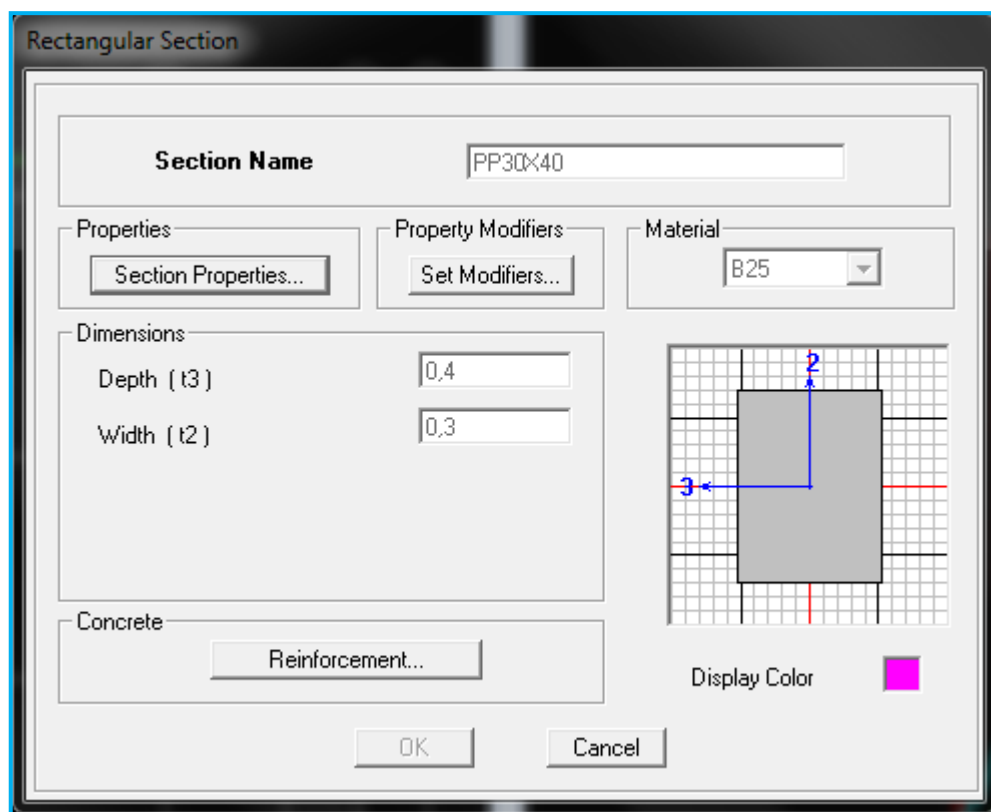 Rectangular Section
Section Name
PP30X40
Properties
Section Properties...
Property Modifiers
Set Modifiers...
Material
B25
Dimensions
Depth ( t3 )
0,4
Width ( t2 )
0,3
2
3
Concrete
Reinforcement...
Display Color
OK
Cancel